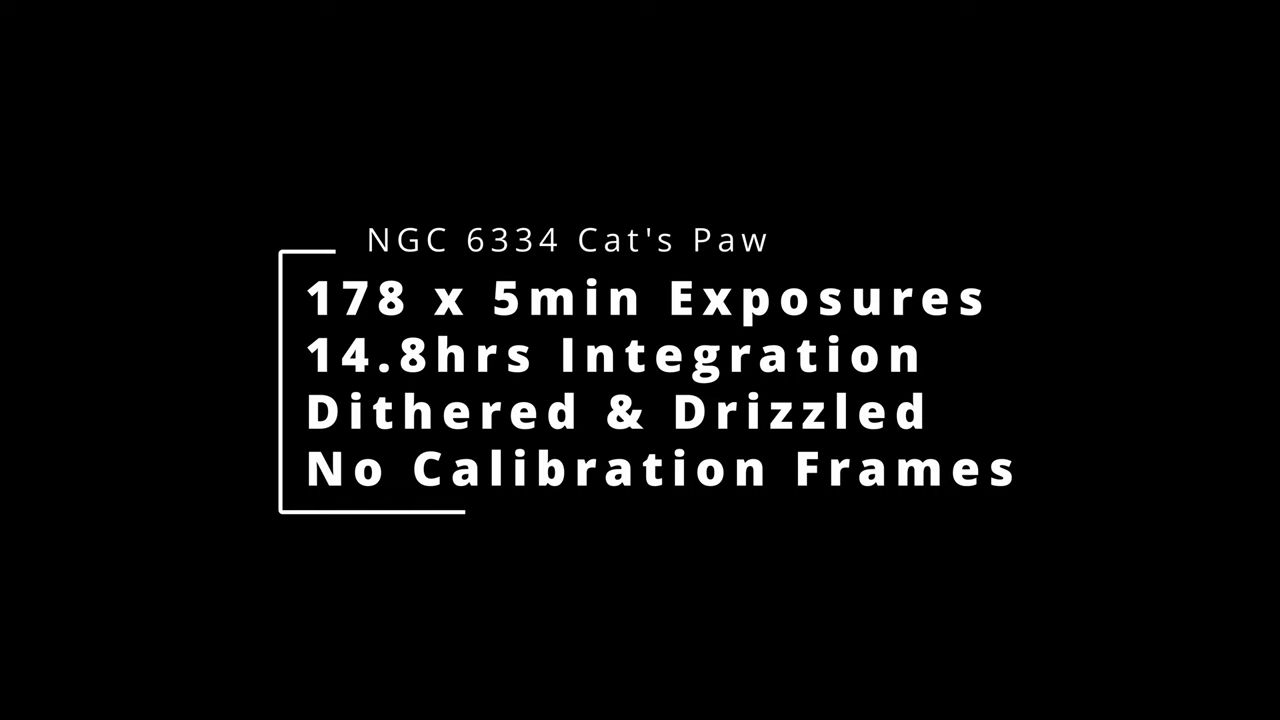 NGC 6334 Cat's Paw
178 x 5min Exposures
14.8hrs Integration
Dithered & Drizzled
No Calibration Frames